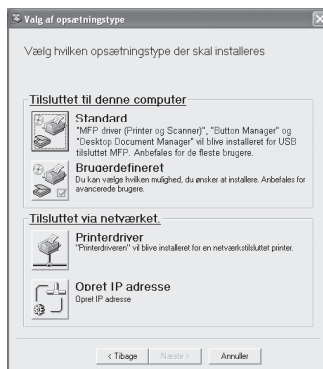 Valg af opsætningstype
Vælg hvilken opsætningstype der skal installeres
Tilsluttet til denne computer
Standard
"MFP driver (Printer og Scanner)", "Button Manager" og
"Desktop Document Manager" vil blive installeret for USB
tilsluttet MFP. Anbefales for de fleste brugere.
Brugerdefineret
Du kan vælge hvilken mulighed, du ønsker at installere. Anbefales for
avancerede brugere.
Tilsluttet via netværket.
Printerdriver
"Printerdriveren" vil blive installeret for en netværkstilsluttet printer.
Opret IP adresse
Opret IP adresse
< Tibage
Næste >
Annuller